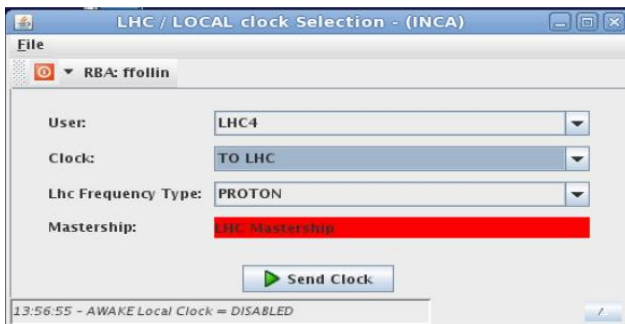 LHC / LOCAL clock Selection - (INCA)
File
RBA: ffollin
User: LHC4
Clock: TO LHC
Lhc Frequency Type: PROTON
Mastership: LHC Mastership
Send Clock
13:56:55 - AWAKE Local Clock = DISABLED